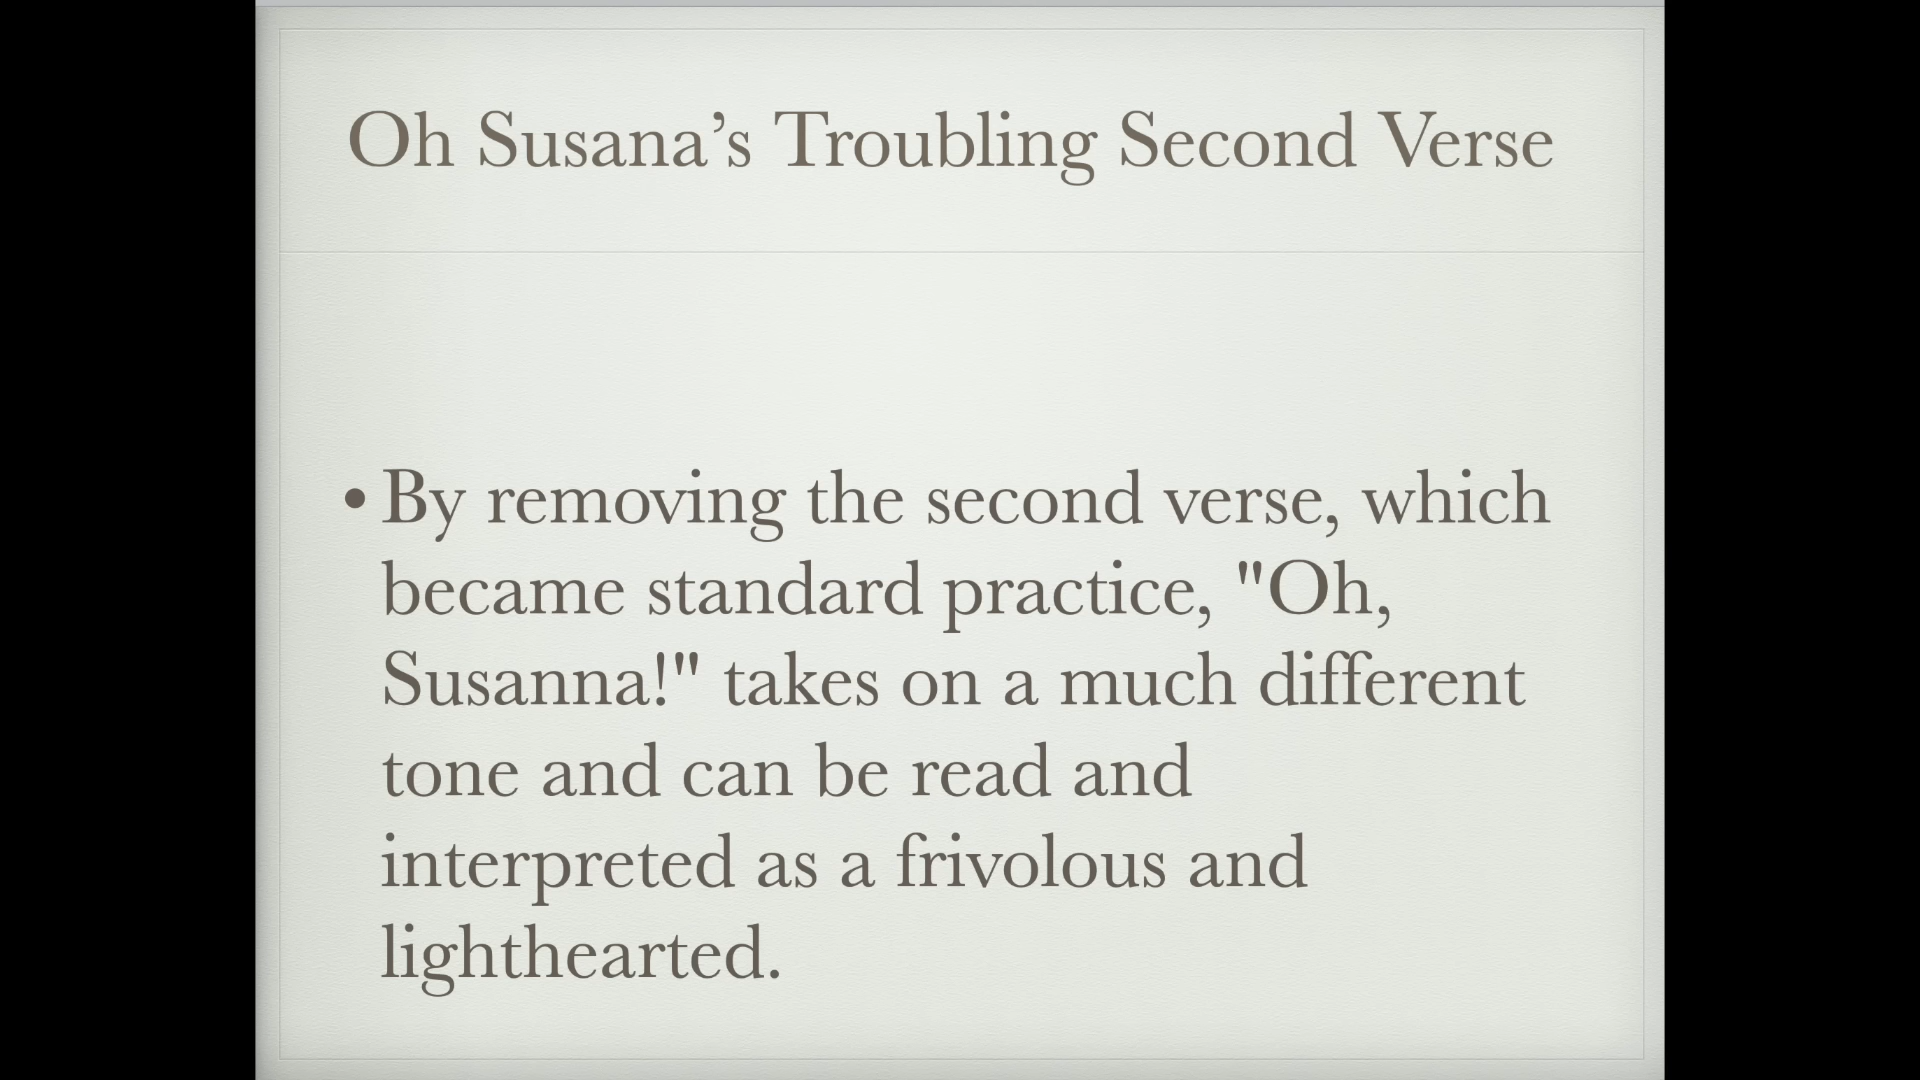 Oh Susana’s Troubling Second Verse
• By removing the second verse, which
became standard practice, "Oh,
Susanna!" takes on a much different
tone and can be read and
interpreted as a frivolous and
lighthearted.